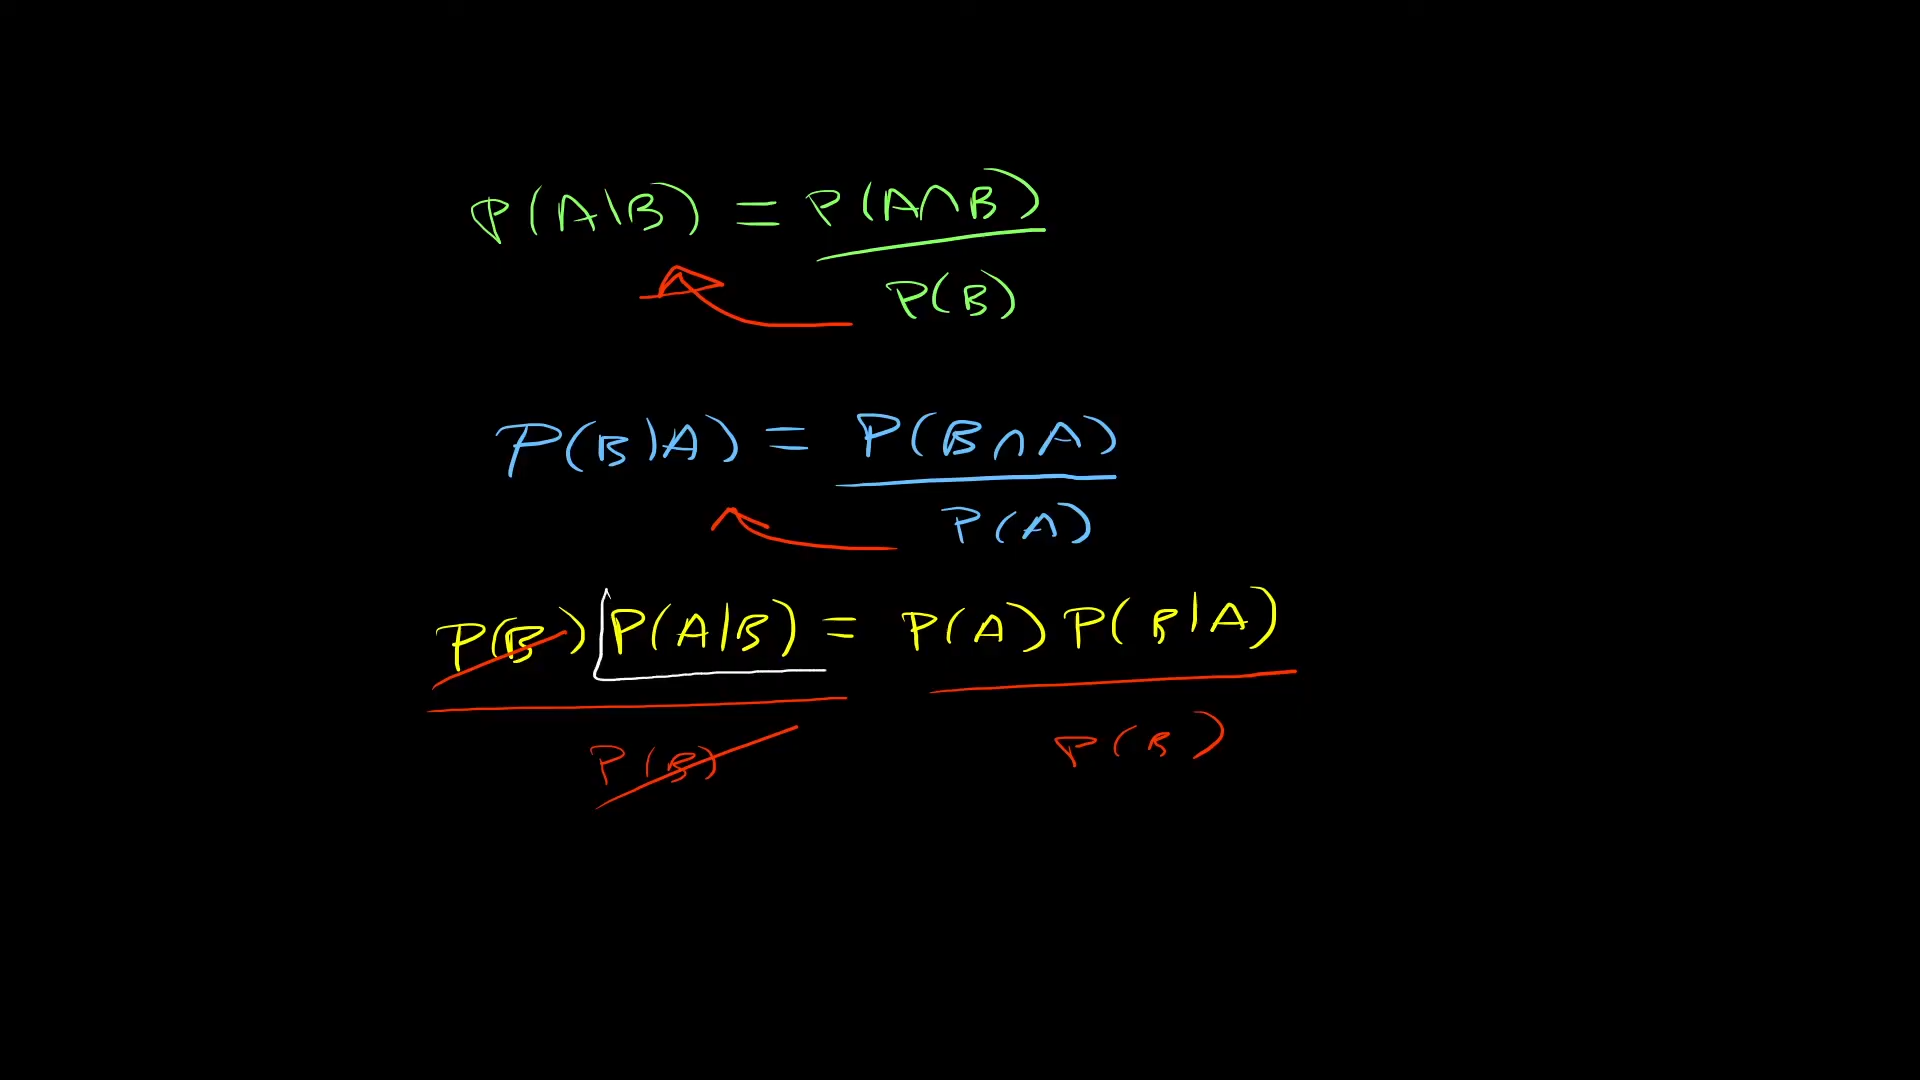 P(A|B) = P(A∩B)
P(B)
P(B|A) = P(B∩A)
P(A)
P(B) P(A|B) = P(A) P(B|A)
P(B) P(B)